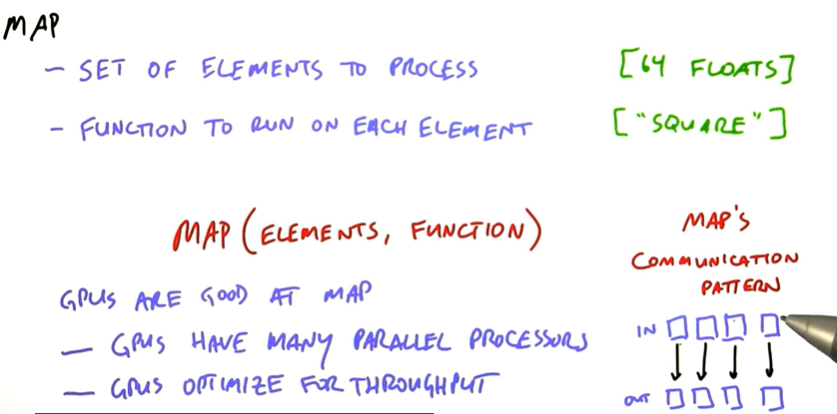 MAP
- SET OF ELEMENTS TO PROCESS [64 FLOATS]
- FUNCTION TO RUN ON EACH ELEMENT ["SQUARE"]
MAP(ELEMENTS, FUNCTION)
MAP'S
COMMUNICATION
PATTERN
GPUS ARE GOOD AT MAP
- GPUS HAVE MANY PARALLEL PROCESSORS
- GPUS OPTIMIZE FOR THROUGHPUT
IN
OUT